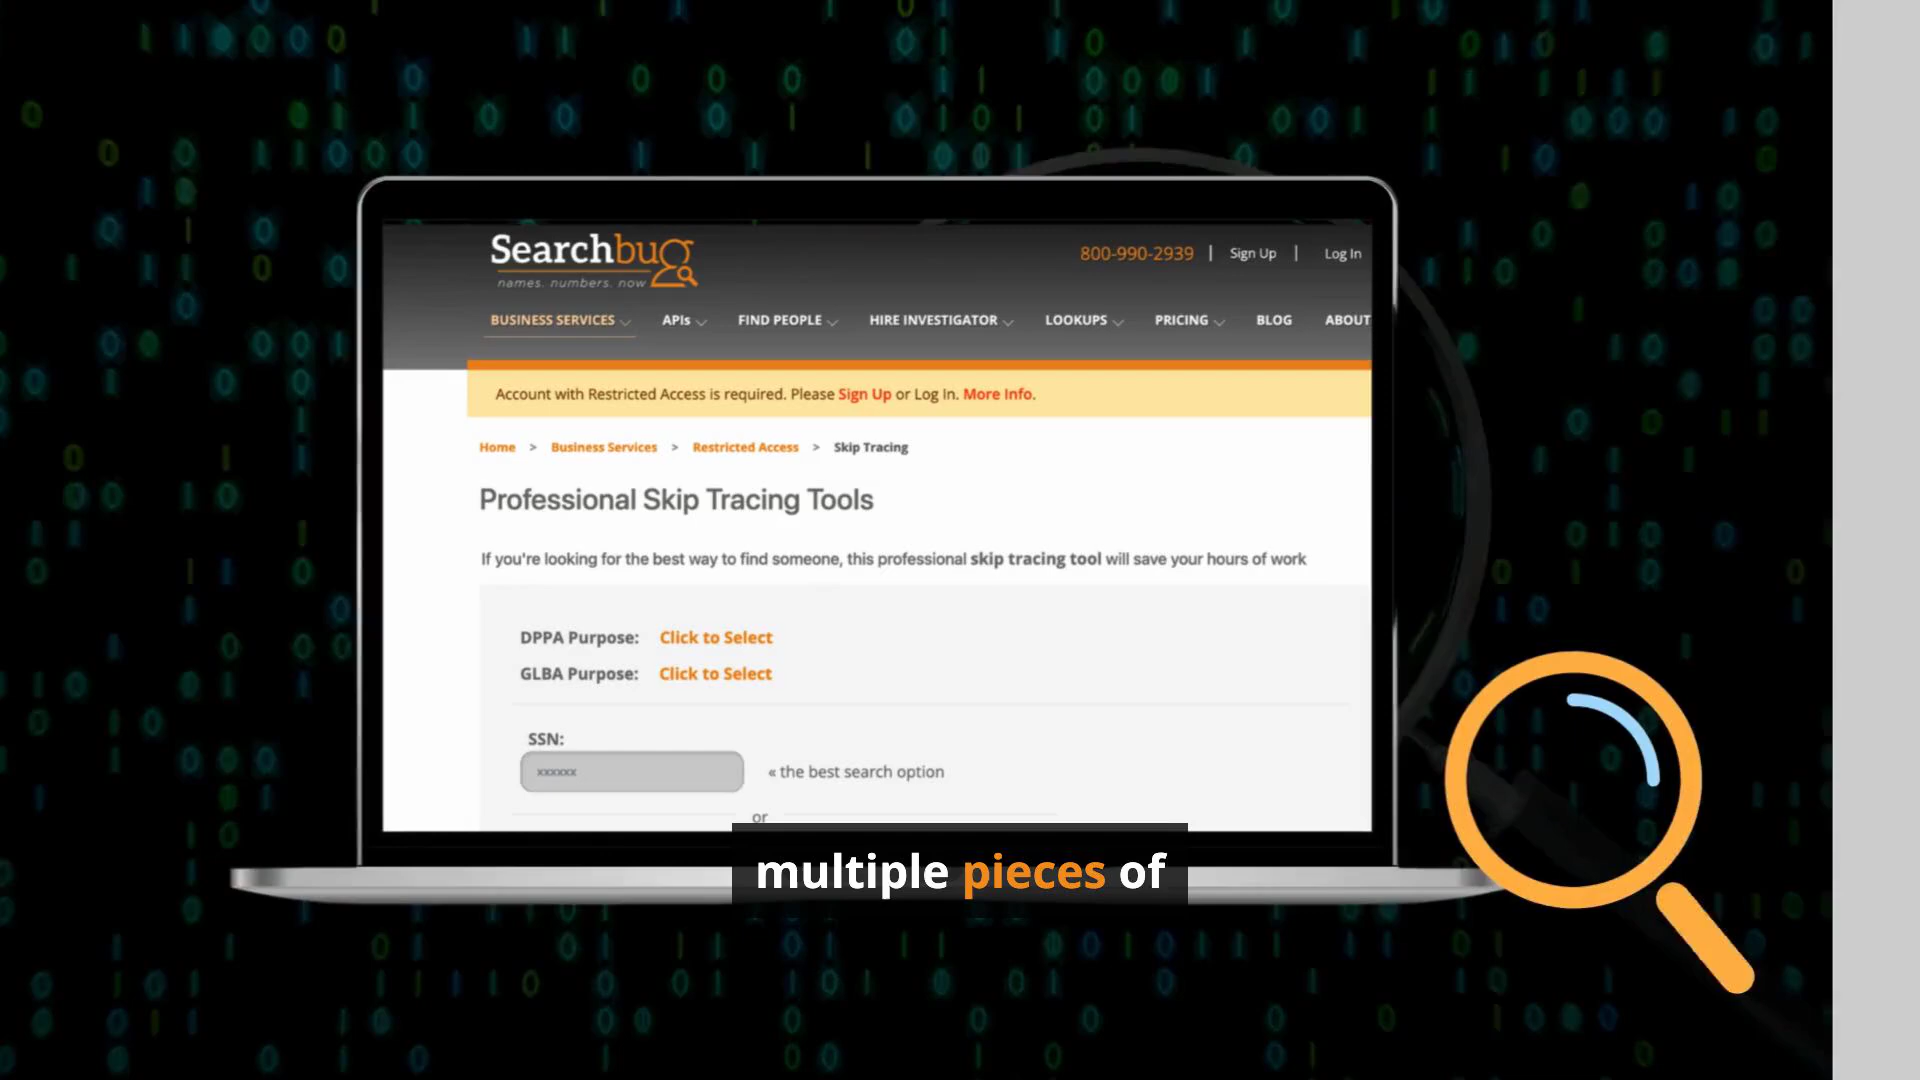 Searchbug
names. numbers. now
800-990-2939 | Sign Up | Log In
BUSINESS SERVICES APIs FIND PEOPLE HIRE INVESTIGATOR LOOKUPS PRICING BLOG ABOUT
Account with Restricted Access is required. Please Sign Up or Log In. More Info.
Home > Business Services > Restricted Access > Skip Tracing
Professional Skip Tracing Tools
If you're looking for the best way to find someone, this professional skip tracing tool will save your hours of work
DPPA Purpose: Click to Select
GLBA Purpose: Click to Select
SSN:
xxxxxx « the best search option
or
multiple pieces of